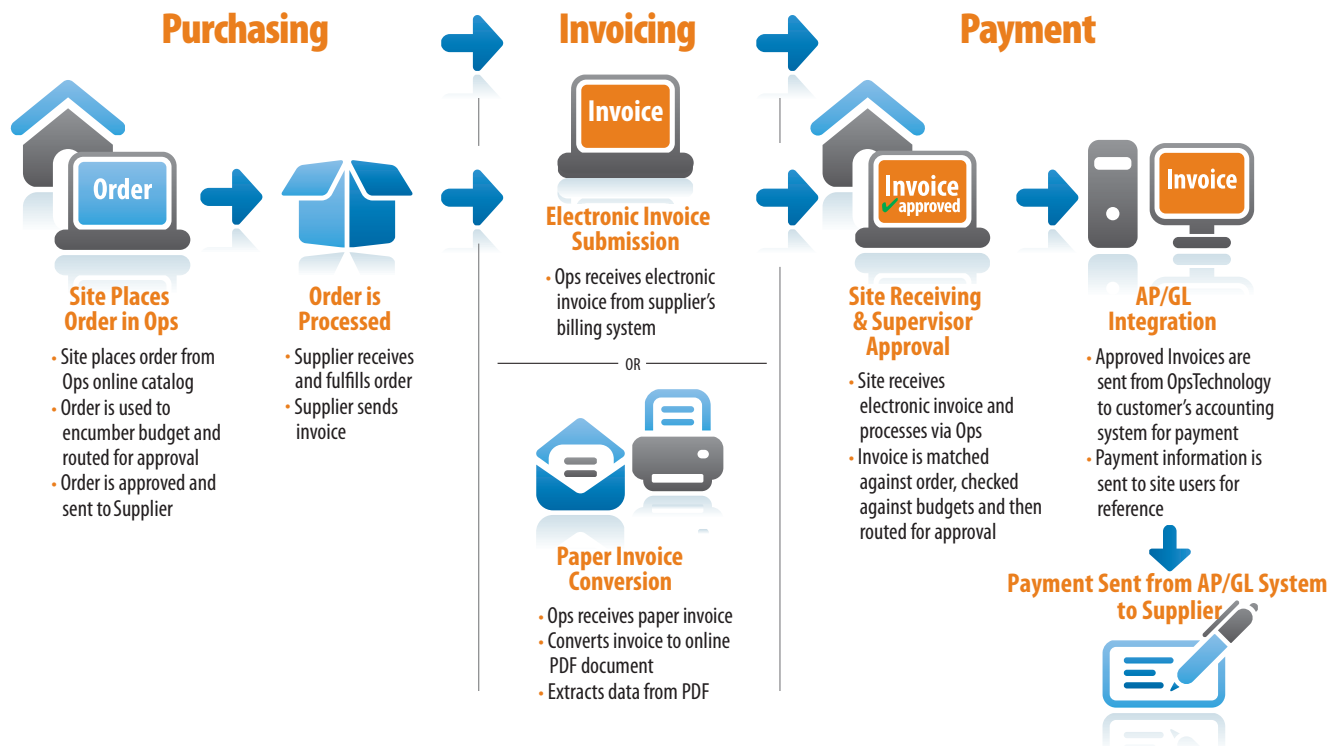 Purchasing
Invoicing
Payment
Order
Site Places
Order in Ops
• Site places order from
Ops online catalog
• Order is used to
encumber budget and
routed for approval
• Order is approved and
sent to Supplier
Order is
Processed
• Supplier receives
and fulfills order
• Supplier sends
invoice
Invoice
Electronic Invoice
Submission
• Ops receives electronic
invoice from supplier's
billing system
OR
Paper Invoice
Conversion
• Ops receives paper invoice
• Converts invoice to online
PDF document
• Extracts data from PDF
Invoice
✓approved
Site Receiving
& Supervisor
Approval
• Site receives
electronic invoice and
processes via Ops
• Invoice is matched
against order, checked
against budgets and then
routed for approval
Invoice
AP/GL
Integration
• Approved Invoices are
sent from OpsTechnology
to customer's accounting
system for payment
• Payment information is
sent to site users for
reference
Payment Sent from AP/GL System
to Supplier